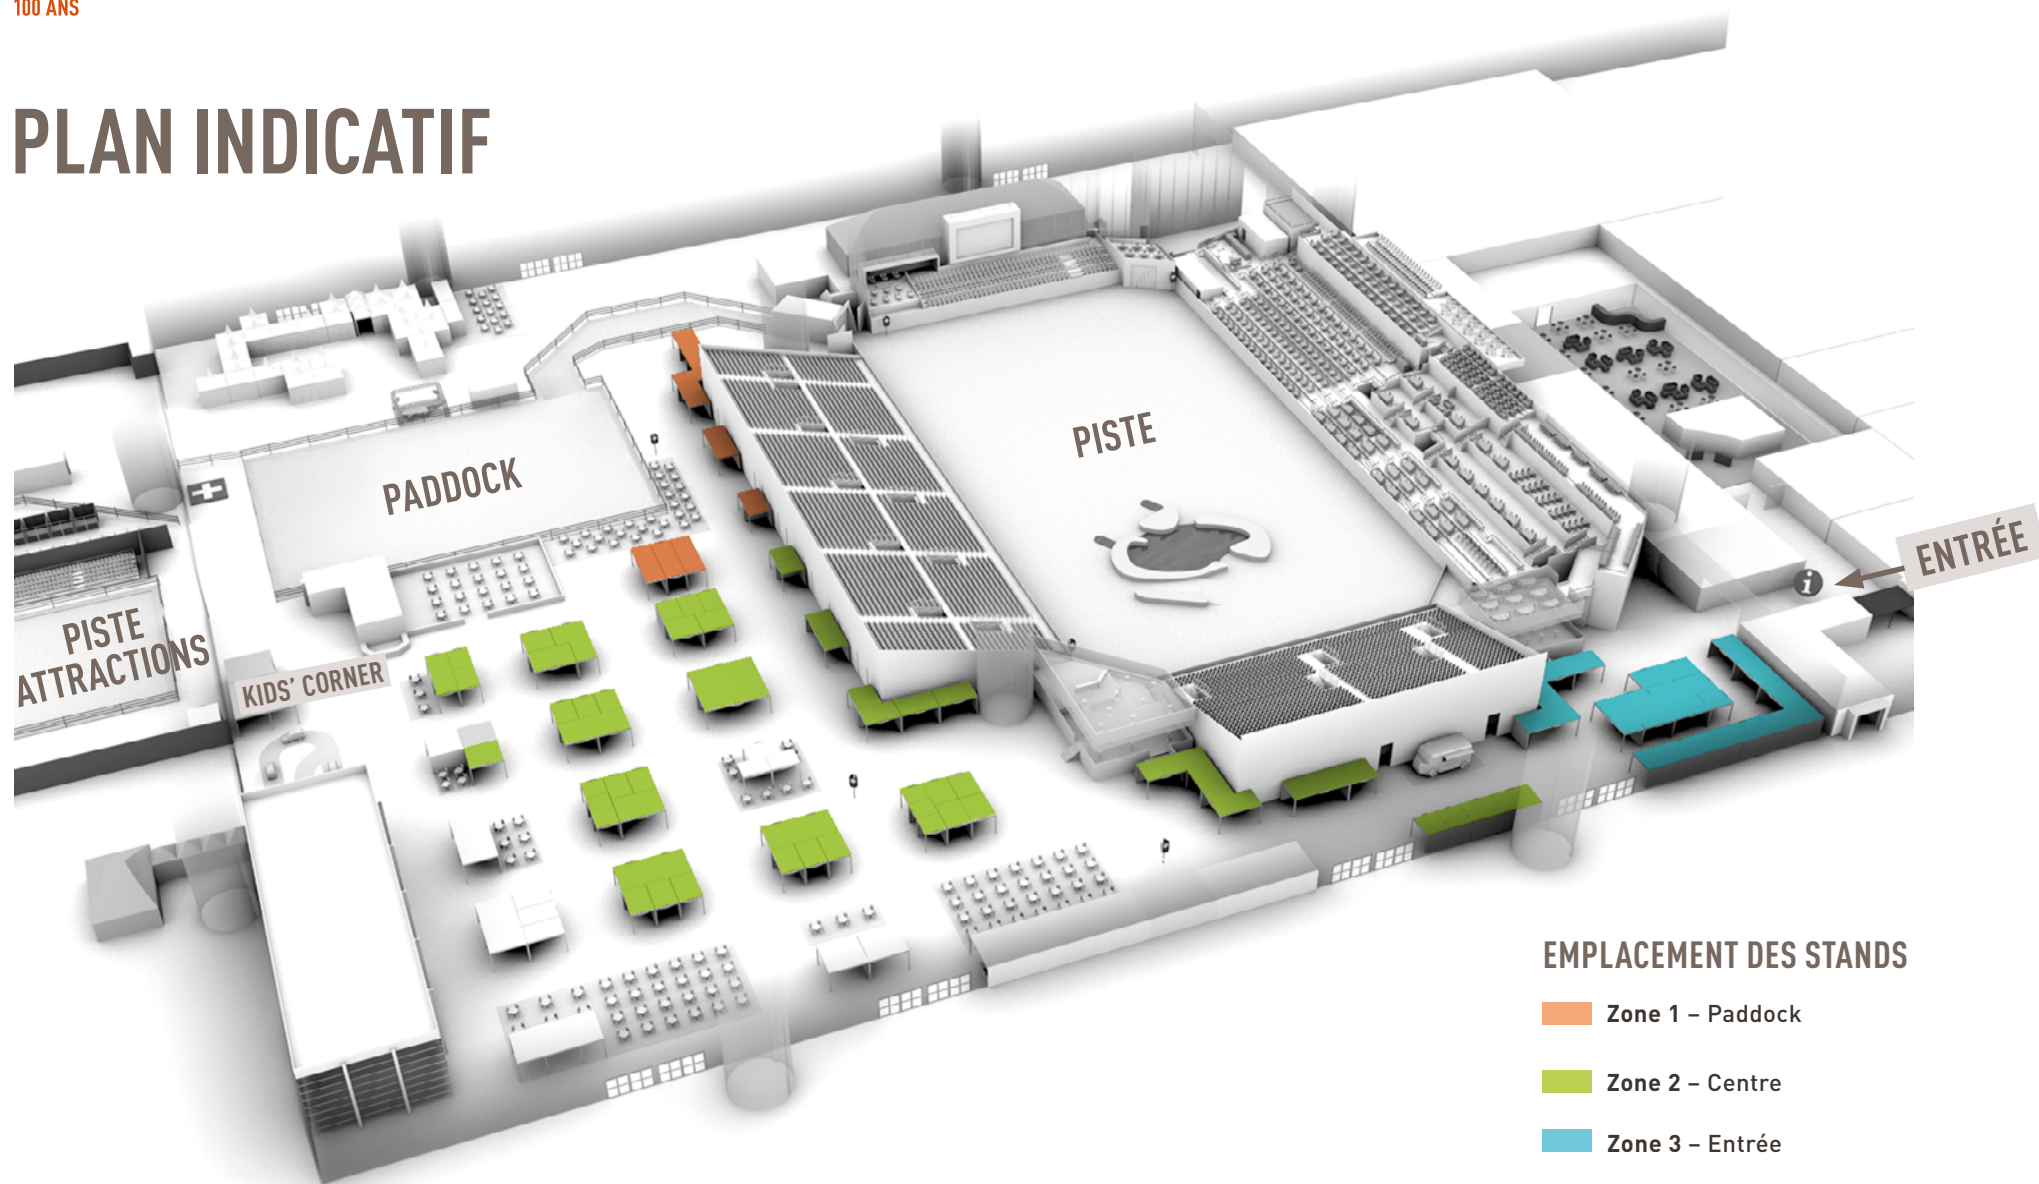 100 ANS
PLAN INDICATIF
PISTE
PADDOCK
ENTRÉE
i
PISTE
ATTRACTIONS
KIDS' CORNER
EMPLACEMENT DES STANDS
Zone 1 – Paddock
Zone 2 – Centre
Zone 3 – Entrée